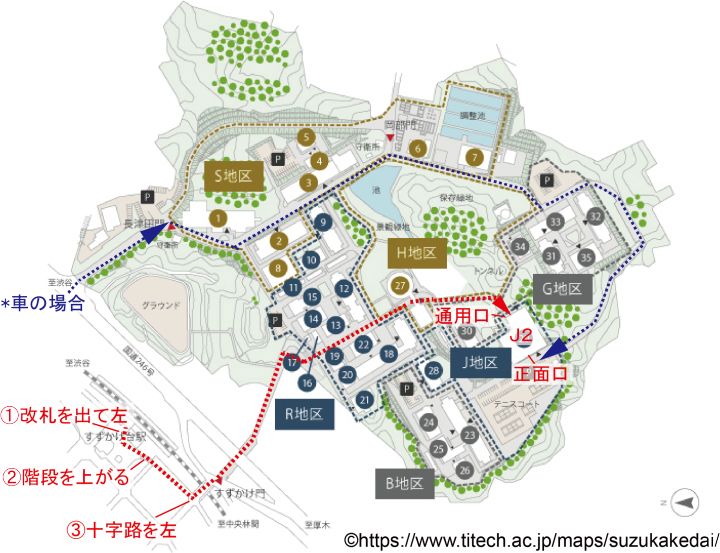 調整池
岡部門
守衛所
5
6
7
4
P
S地区
3
P
P
池
保存緑地
長津田門
1
9
33
32
景観緑地
守衛所
2
H地区
34
10
31
35
8
トンネル
至渋谷
27
G地区
11
12
15
*車の場合
グラウンド
通用口
14
13
P
30
J2
国道246号
22
19
18
J地区
正面口
17
至渋谷
20
28
16
テニスコート
P
21
①改札を出て左
R地区
すずかけ台駅
24
23
25
②階段を上がる
26
B地区
すずかけ門
N
③十字路を左
至中央林間
至厚木
©https://www.titech.ac.jp/maps/suzukakedai/